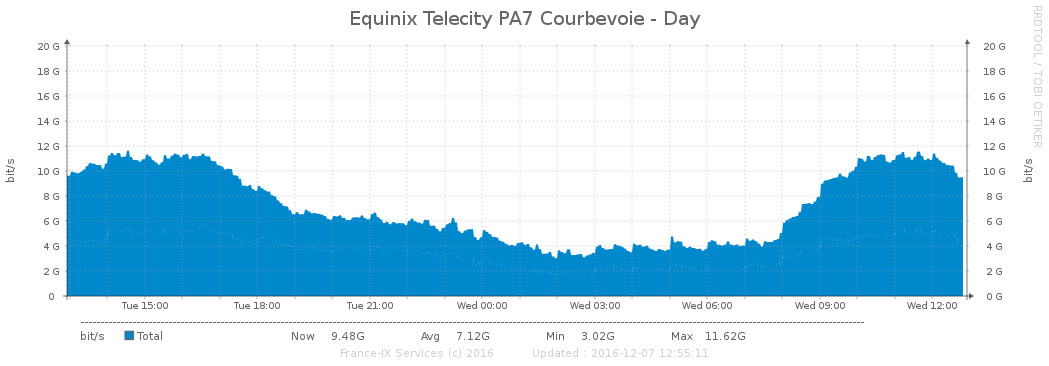 Equinix Telecity PA7 Courbevoie - Day
RRDTOOL / TOBI OETIKER
20 G 20 G
18 G 18 G
16 G 16 G
14 G 14 G
12 G 12 G
10 G 10 G
8 G 8 G
6 G 6 G
4 G 4 G
2 G 2 G
0 0 G
bit/s
bit/s
Tue 15:00 Tue 18:00 Tue 21:00 Wed 00:00 Wed 03:00 Wed 06:00 Wed 09:00 Wed 12:00
bit/s Total Now 9.48G Avg 7.12G Min 3.02G Max 11.62G
France-IX Services (c) 2016 Updated : 2016-12-07 12:55:11